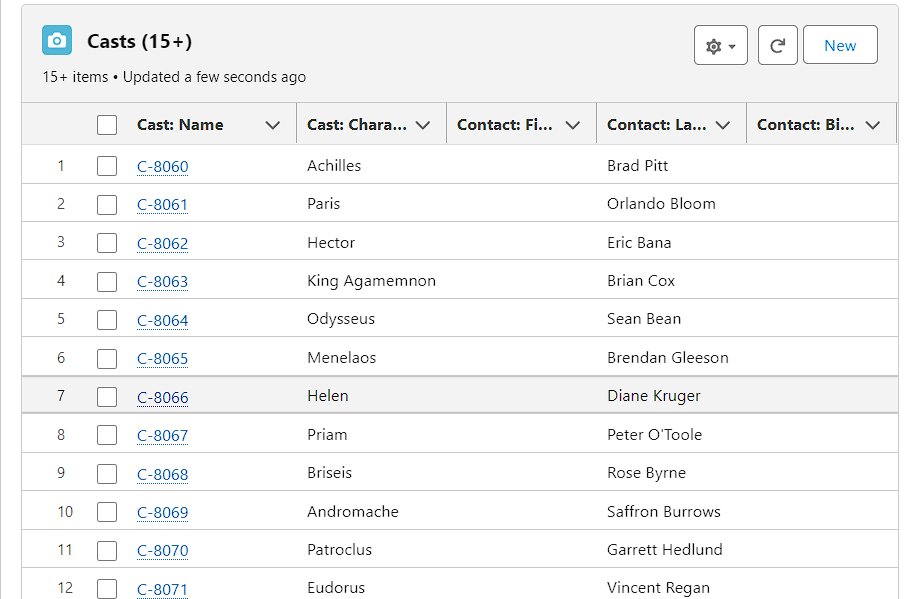 Casts (15+)
15+ items • Updated a few seconds ago
New
Cast: Name Cast: Chara... Contact: Fi... Contact: La... Contact: Bi...
1 C-8060 Achilles Brad Pitt
2 C-8061 Paris Orlando Bloom
3 C-8062 Hector Eric Bana
4 C-8063 King Agamemnon Brian Cox
5 C-8064 Odysseus Sean Bean
6 C-8065 Menelaos Brendan Gleeson
7 C-8066 Helen Diane Kruger
8 C-8067 Priam Peter O'Toole
9 C-8068 Briseis Rose Byrne
10 C-8069 Andromache Saffron Burrows
11 C-8070 Patroclus Garrett Hedlund
12 C-8071 Eudorus Vincent Regan